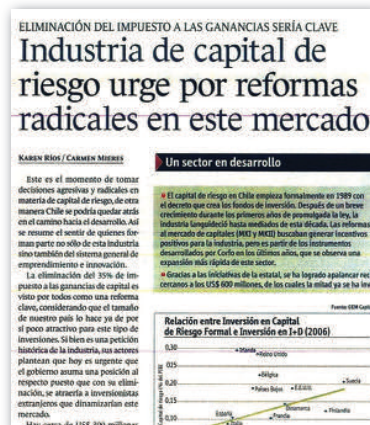 ELIMINACIÓN DEL IMPUESTO A LAS GANANCIAS SERÍA CLAVE
Industria de capital de
riesgo urge por reformas
radicales en este mercado
KAREN RÍOS / CARMEN MIERES
Este es el momento de tomar
decisiones agresivas y radicales en
materia de capital de riesgo, de otra
manera Chile se podría quedar atrás
en el camino hacia el desarrollo. Así
se resume el sentir de quienes for-
man parte no sólo de esta industria
sino también del sistema general de
emprendimiento e innovación.
La eliminación del 35% de im-
puesto a las ganancias de capital es
visto por todos como una reforma
clave, considerando que el tamaño
de nuestro país lo hace ya de por
sí poco atractivo para este tipo de
inversiones. Si bien es una petición
histórica de la industria, sus actores
plantean que hoy es urgente que
el gobierno asuma una posición al
respecto puesto que con su elimi-
nación, se atraería a inversionistas
extranjeros que dinamizarían este
mercado.
Hay cerca de US$ 300 millones
Un sector en desarrollo
El capital de riesgo en Chile empieza formalmente en 1989 con
el decreto que crea los fondos de inversión. Después de un breve
crecimiento durante los primeros años de promulgada la ley, la
industria languideció hasta mediados de esta década. Las reformas
al mercado de capitales (MKI y MKII) buscaban generar incentivos
positivos para la industria, pero es partir de los instrumentos
desarrollados por Corfo en los últimos años, que se observa una
expansión más rápida de este sector.
Gracias a las iniciativas de la estatal, se ha logrado apalancar rec
cercanos a los US$ 600 millones, de los cuales la mitad ya se ha inv
Fuente: GEM Capit
Relación entre Inversión en Capital
de Riesgo Formal e Inversión en I+D (2006)
0,30
Irlanda
Reino Unido
0,25
Bélgica
Suecia
0,20
Países Bajos
E.E.U.U.
0,15
Dinamarca
Finlandia
España
Francia
0,10
Italia